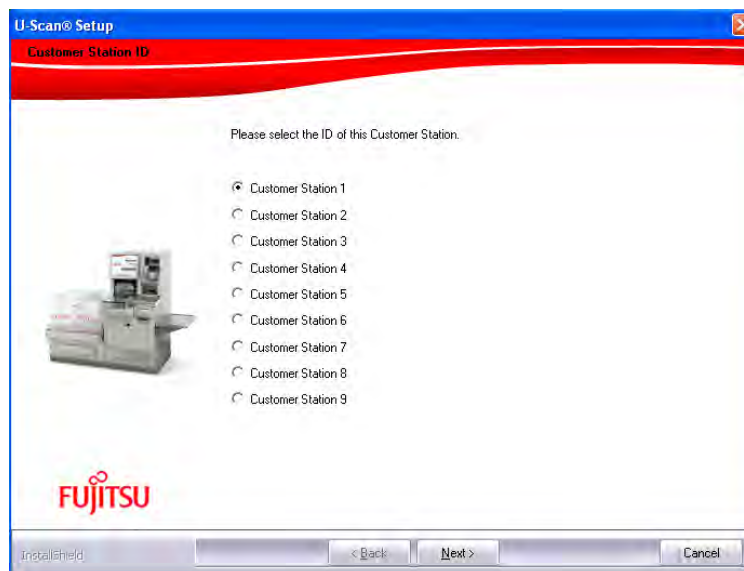 U-Scan® Setup
Customer Station ID
Please select the ID of this Customer Station.
Customer Station 1
Customer Station 2
Customer Station 3
Customer Station 4
Customer Station 5
Customer Station 6
Customer Station 7
Customer Station 8
Customer Station 9
FUJITSU
InstallShield
< Back
Next >
Cancel